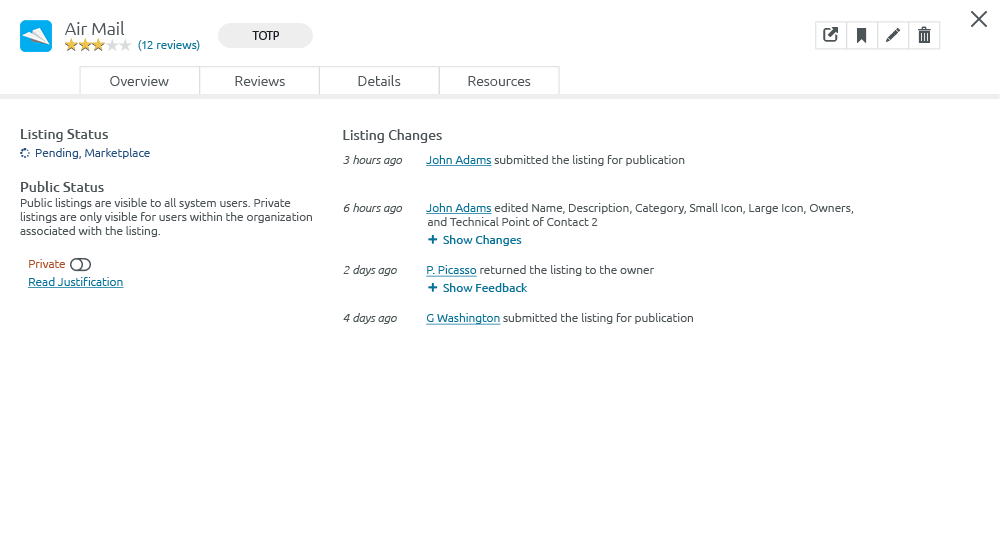 Air Mail
(12 reviews)
TOTP
Overview
Reviews
Details
Resources
Listing Status
Pending, Marketplace
Public Status
Public listings are visible to all system users. Private
listings are only visible for users within the organization
associated with the listing.
Private
Read Justification
Listing Changes
3 hours ago John Adams submitted the listing for publication
6 hours ago John Adams edited Name, Description, Category, Small Icon, Large Icon, Owners,
and Technical Point of Contact 2
+ Show Changes
2 days ago P. Picasso returned the listing to the owner
+ Show Feedback
4 days ago G Washington submitted the listing for publication